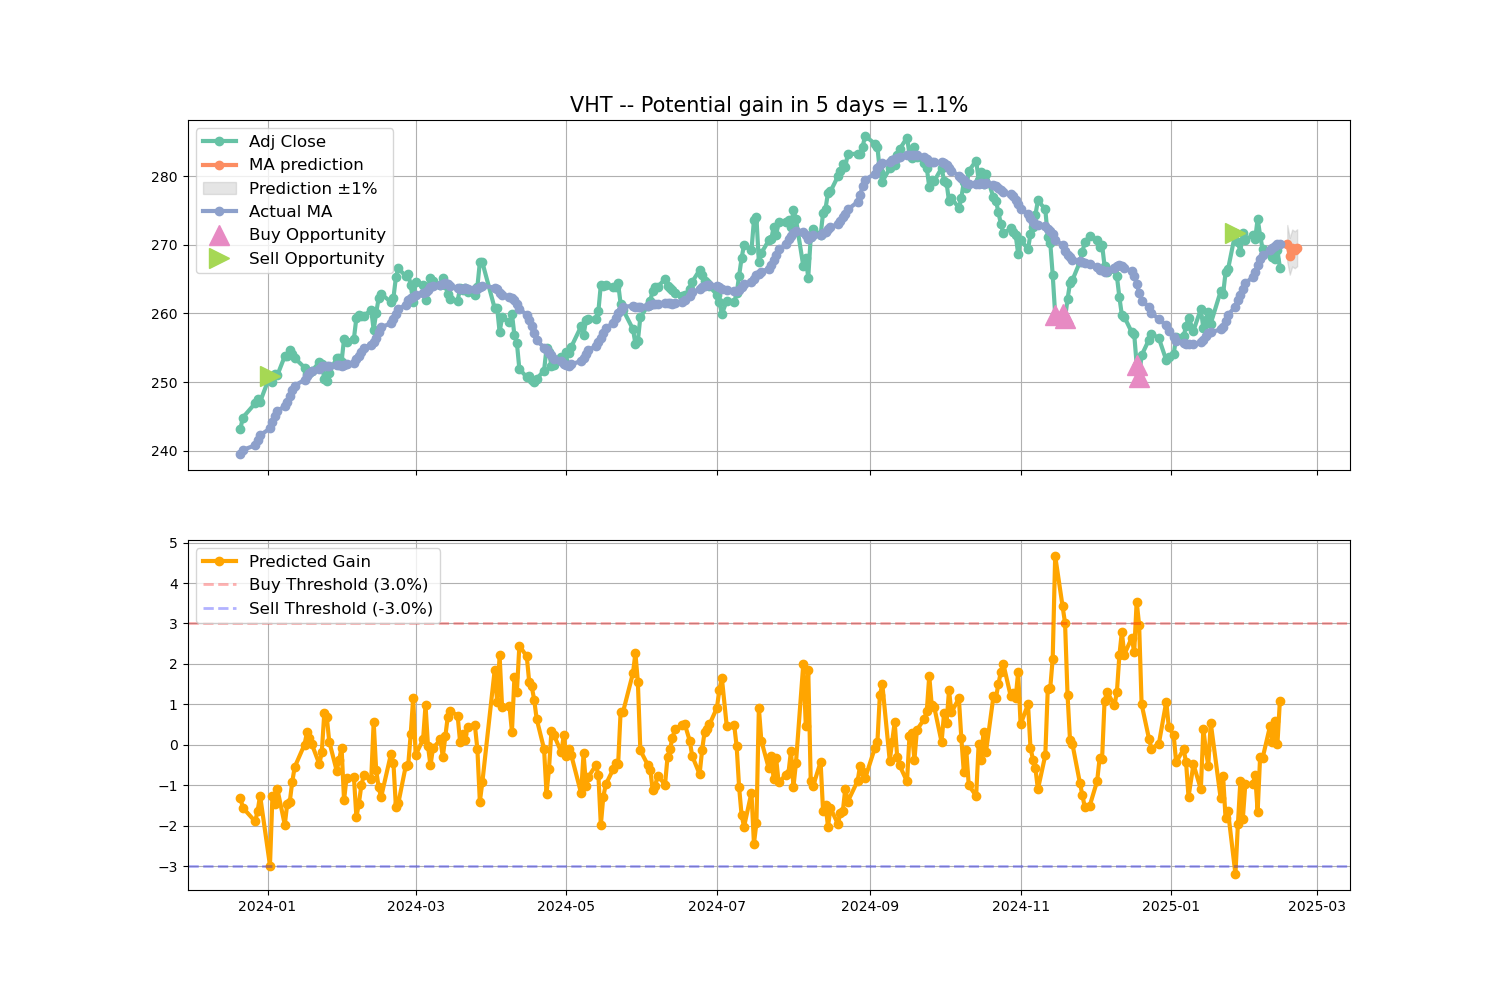 VHT -- Potential gain in 5 days = 1.1%
Adj Close
MA prediction
Prediction ±1%
Actual MA
Buy Opportunity
Sell Opportunity
280
270
260
250
240
Predicted Gain
Buy Threshold (3.0%)
Sell Threshold (-3.0%)
5
4
3
2
1
0
−1
−2
−3
2024-01
2024-03
2024-05
2024-07
2024-09
2024-11
2025-01
2025-03